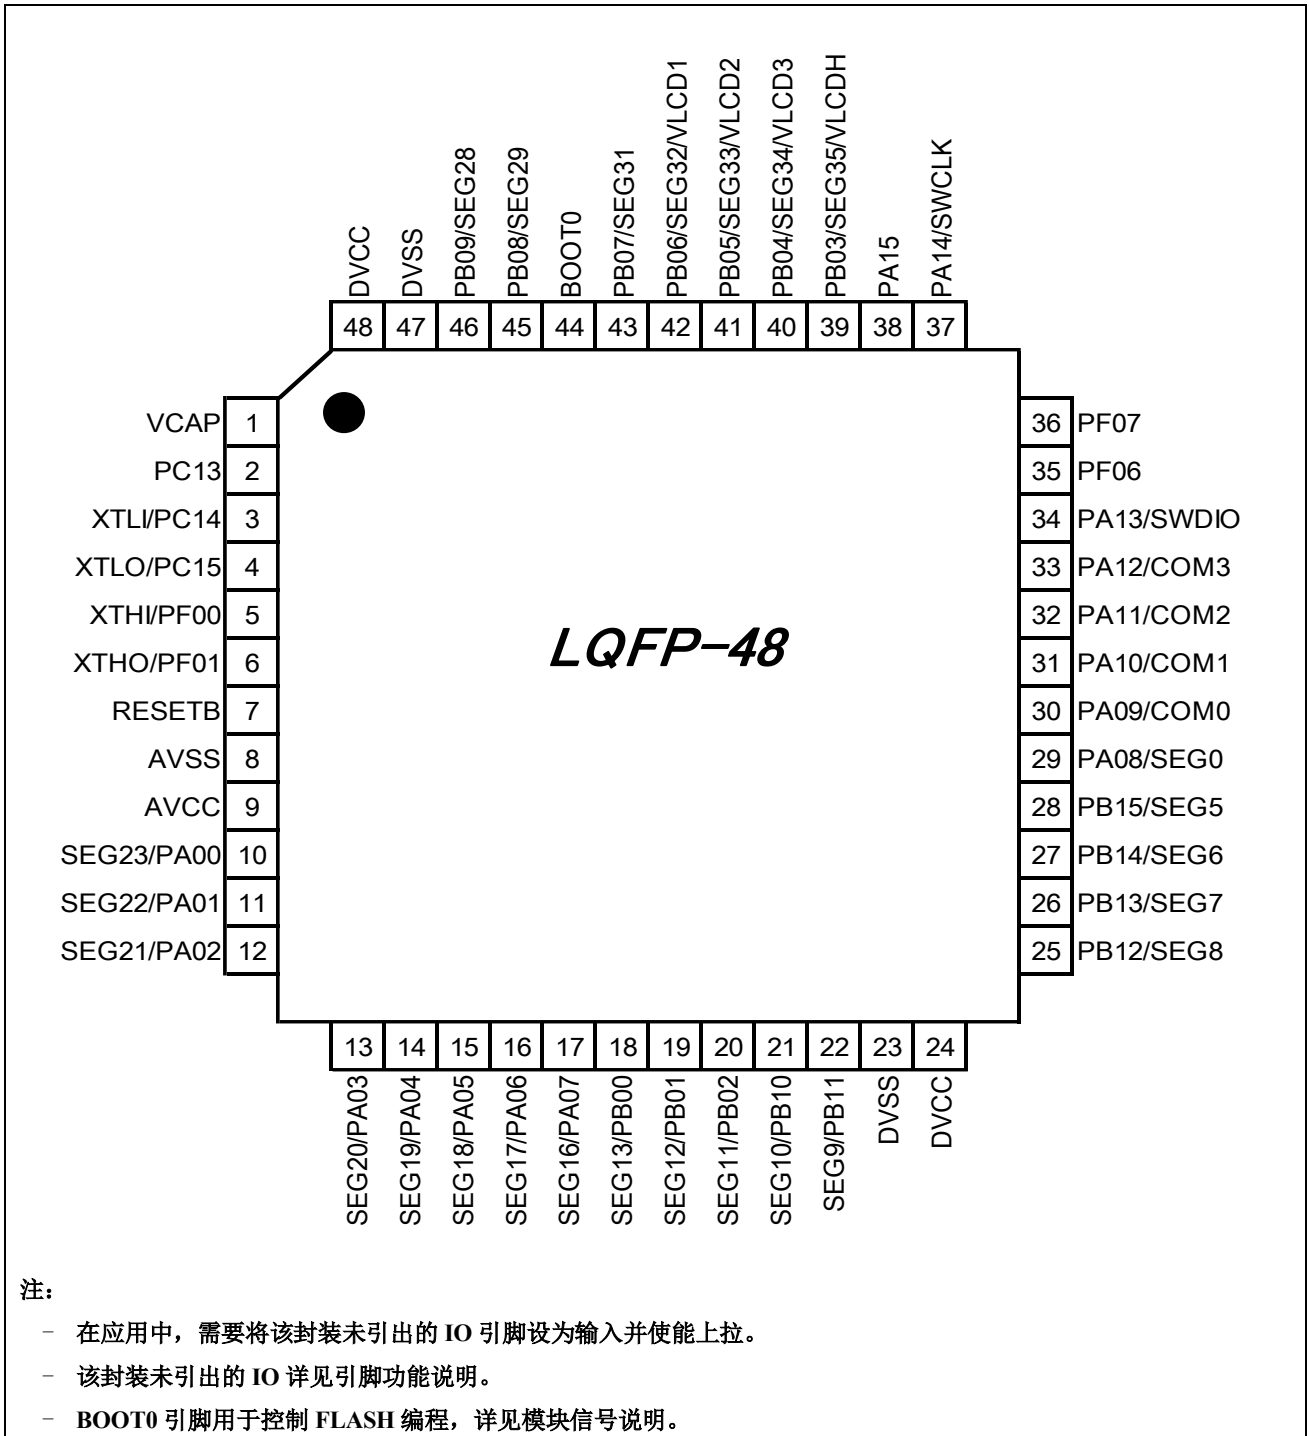 DVCC
DVSS
PB09/SEG28
PB08/SEG29
BOOT0
PB07/SEG31
PB06/SEG32/VLCD1
PB05/SEG33/VLCD2
PB04/SEG34/VLCD3
PB03/SEG35/VLCDH
PA15
PA14/SWCLK
48 47 46 45 44 43 42 41 40 39 38 37
VCAP 1
PC13 2
XTLI/PC14 3
XTLO/PC15 4
XTHI/PF00 5
XTHO/PF01 6
RESETB 7
AVSS 8
AVCC 9
SEG23/PA00 10
SEG22/PA01 11
SEG21/PA02 12
LQFP-48
36 PF07
35 PF06
34 PA13/SWDIO
33 PA12/COM3
32 PA11/COM2
31 PA10/COM1
30 PA09/COM0
29 PA08/SEG0
28 PB15/SEG5
27 PB14/SEG6
26 PB13/SEG7
25 PB12/SEG8
13 14 15 16 17 18 19 20 21 22 23 24
SEG20/PA03
SEG19/PA04
SEG18/PA05
SEG17/PA06
SEG16/PA07
SEG13/PB00
SEG12/PB01
SEG11/PB02
SEG10/PB10
SEG9/PB11
DVSS
DVCC
注：
－ 在应用中，需要将该封装未引出的 IO 引脚设为输入并使能上拉。
－ 该封装未引出的 IO 详见引脚功能说明。
－ BOOT0 引脚用于控制 FLASH 编程，详见模块信号说明。